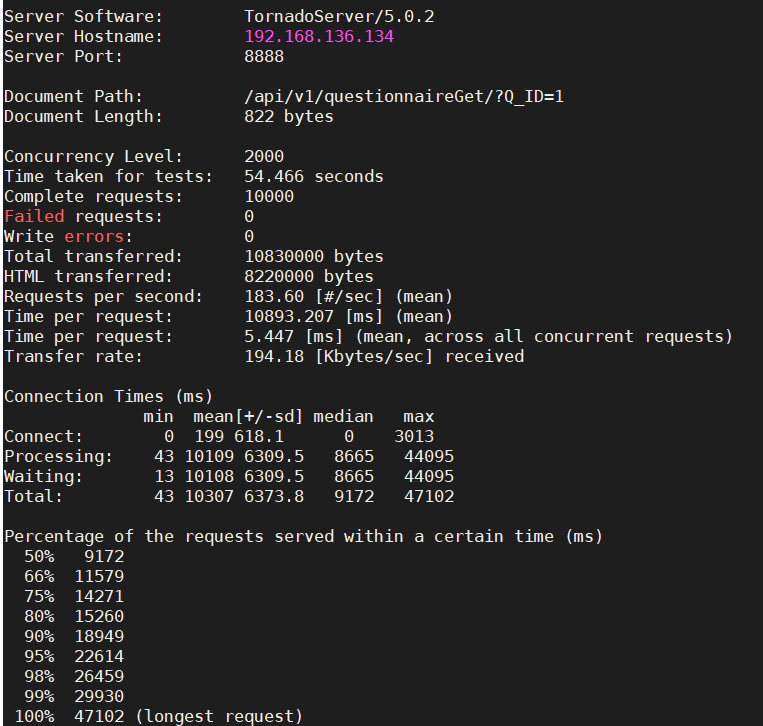 Server Software:        TornadoServer/5.0.2
Server Hostname:        192.168.136.134
Server Port:            8888
Document Path:          /api/v1/questionnaireGet/?Q_ID=1
Document Length:        822 bytes
Concurrency Level:      2000
Time taken for tests:   54.466 seconds
Complete requests:      10000
Failed requests:        0
Write errors:           0
Total transferred:      10830000 bytes
HTML transferred:       8220000 bytes
Requests per second:    183.60 [#/sec] (mean)
Time per request:       10893.207 [ms] (mean)
Time per request:       5.447 [ms] (mean, across all concurrent requests)
Transfer rate:          194.18 [Kbytes/sec] received
Connection Times (ms)
              min  mean[+/-sd] median   max
Connect:        0  199 618.1      0    3013
Processing:    43 10109 6309.5   8665   44095
Waiting:       13 10108 6309.5   8665   44095
Total:         43 10307 6373.8   9172   47102
Percentage of the requests served within a certain time (ms)
  50%   9172
  66%  11579
  75%  14271
  80%  15260
  90%  18949
  95%  22614
  98%  26459
  99%  29930
 100%  47102 (longest request)